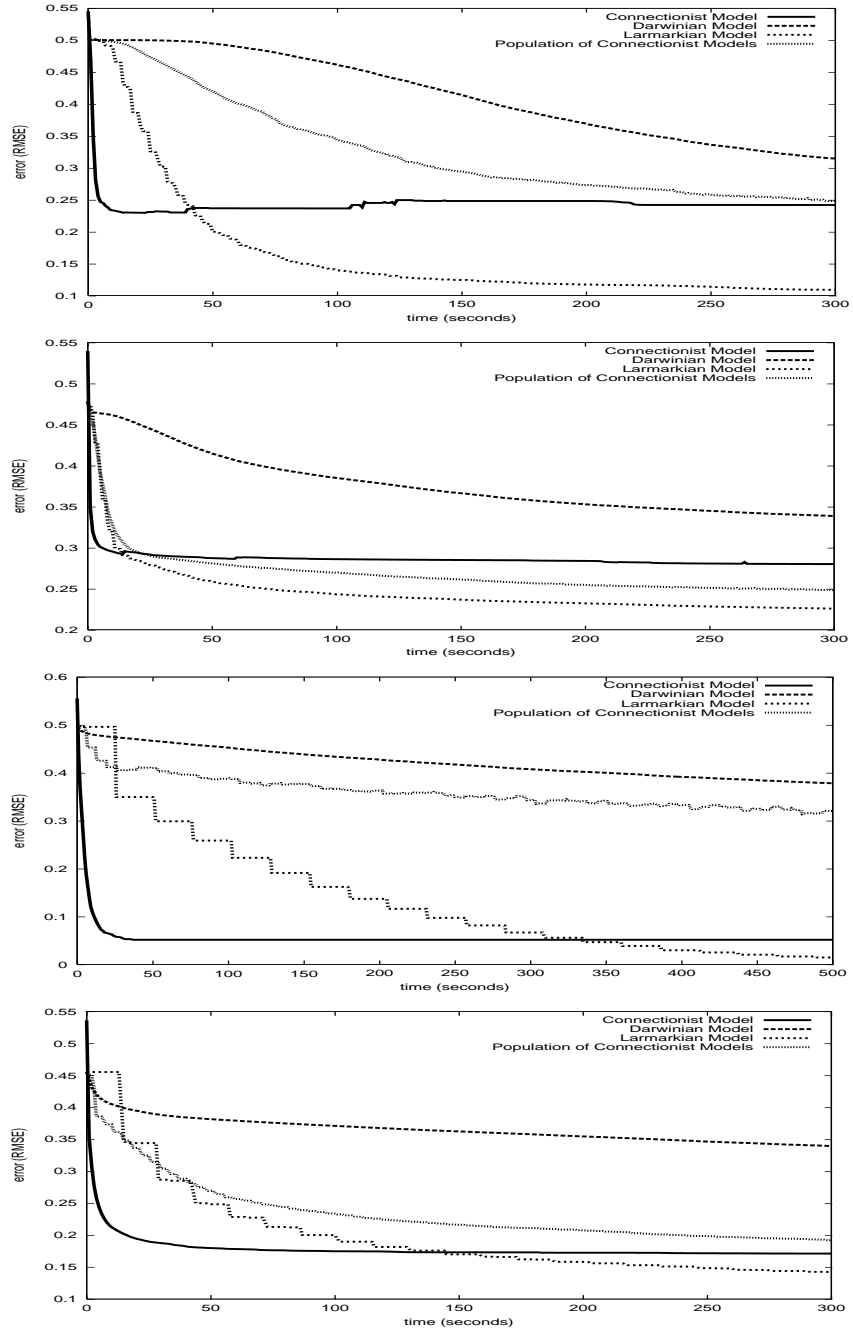 Connectionist Model
Darwinian Model
Larmarkian Model
Population of Connectionist Models
error (RMSE)
0.55
0.5
0.45
0.4
0.35
0.3
0.25
0.2
0.15
0.1
0 50 100 150 200 250 300
time (seconds)
Connectionist Model
Darwinian Model
Larmarkian Model
Population of Connectionist Models
error (RMSE)
0.55
0.5
0.45
0.4
0.35
0.3
0.25
0.2
0 50 100 150 200 250 300
time (seconds)
Connectionist Model
Darwinian Model
Larmarkian Model
Population of Connectionist Models
error (RMSE)
0.6
0.5
0.4
0.3
0.2
0.1
0
0 50 100 150 200 250 300 350 400 450 500
time (seconds)
Connectionist Model
Darwinian Model
Larmarkian Model
Population of Connectionist Models
error (RMSE)
0.55
0.5
0.45
0.4
0.35
0.3
0.25
0.2
0.15
0.1
0 50 100 150 200 250 300
time (seconds)